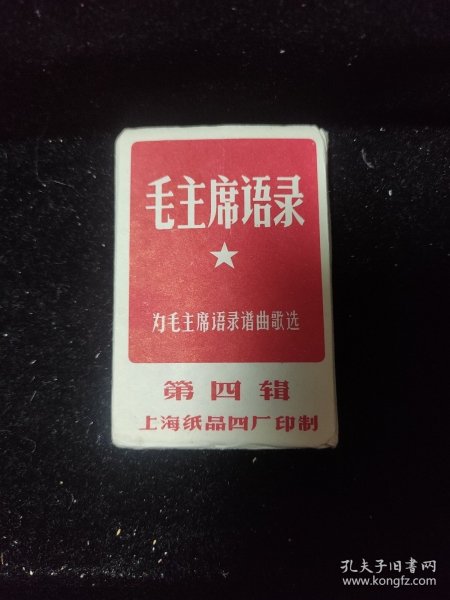 毛主席语录
为毛主席语录谱曲歌选
第四辑
上海纸品四厂印制
孔夫子旧书网
www.kongfz.com